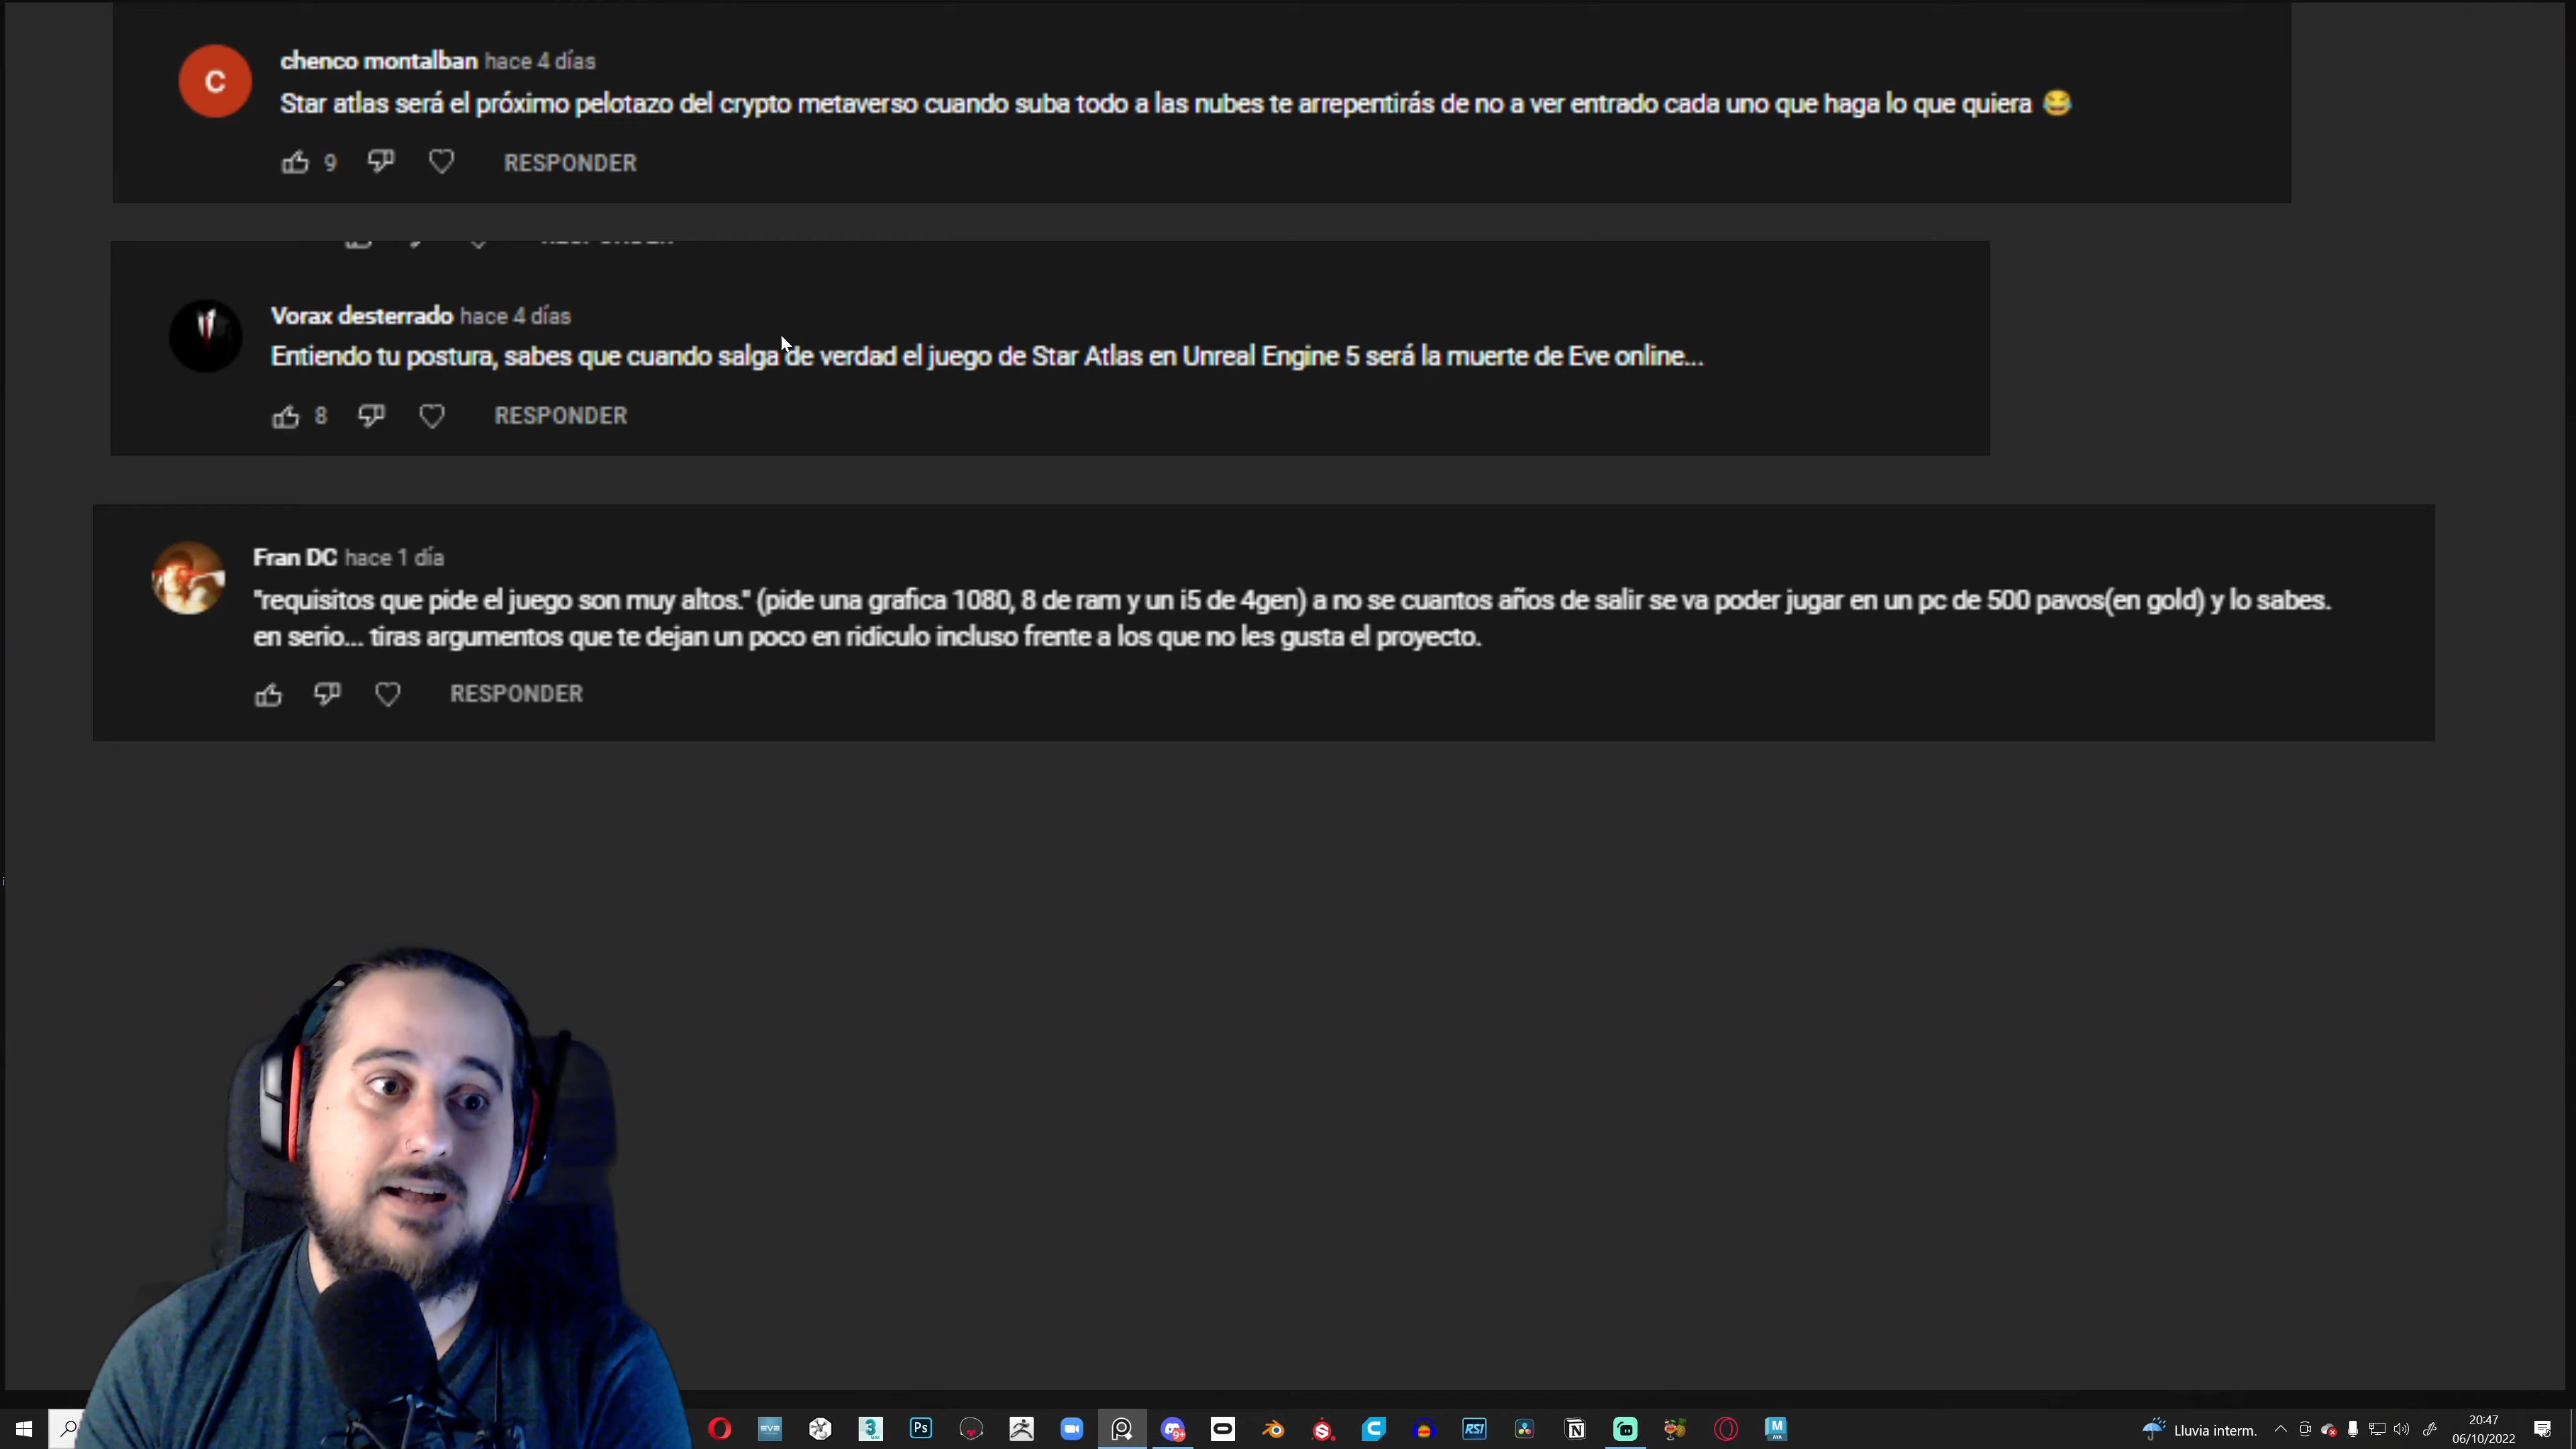 C
chenco montalban hace 4 días
Star atlas será el próximo pelotazo del crypto metaverso cuando suba todo a las nubes te arrepentirás de no a ver entrado cada uno que haga lo que quiera 😂
9 RESPONDER
Vorax desterrado hace 4 días
Entiendo tu postura, sabes que cuando salga de verdad el juego de Star Atlas en Unreal Engine 5 será la muerte de Eve online...
8 RESPONDER
Fran DC hace 1 día
"requisitos que pide el juego son muy altos." (pide una grafica 1080, 8 de ram y un i5 de 4gen) a no se cuantos años de salir se va poder jugar en un pc de 500 pavos(en gold) y lo sabes.
en serio... tiras argumentos que te dejan un poco en ridiculo incluso frente a los que no les gusta el proyecto.
RESPONDER
EVE 3 Ps 9+ RSI N M
Lluvia interm.
20:47
06/10/2022